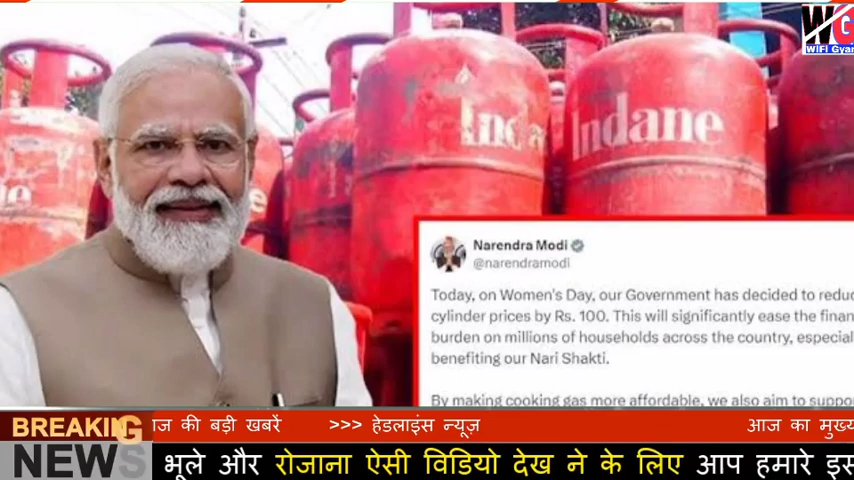 WG
WiFi Gyan
Indane
Indane
ne
Narendra Modi
@narendramodi
Today, on Women's Day, our Government has decided to reduc
cylinder prices by Rs. 100. This will significantly ease the finan
burden on millions of households across the country, especial
benefiting our Nari Shakti.
By making cooking gas more affordable, we also aim to suppor
BREAKING
NEWS
ाज की बड़ी खबरें >>> हेडलाइंस न्यूज़ आज का मुख्य
भूले और रोजाना ऐसी विडियो देख ने के लिए आप हमारे इस